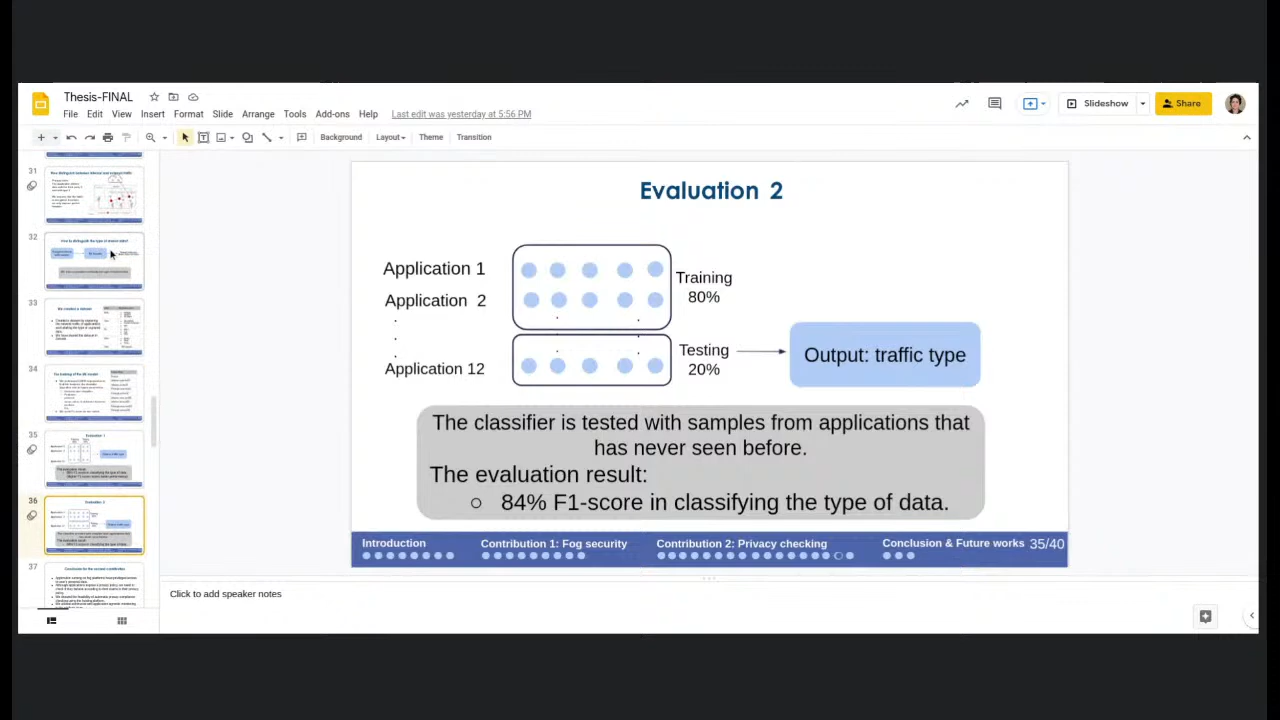 Thesis-FINAL
File Edit View Insert Format Slide Arrange Tools Add-ons Help Last edit was yesterday at 5:56 PM
Slideshow
Share
Background Layout Theme Transition
31
32
33
34
35
36
37
Evaluation 1
Evaluation 2
Evaluation 2
Application 1
Application 2
Application 12
Training
80%
Testing
20%
Output: traffic type
The classifier is tested with samples from applications that
has never seen before.
The evaluation result:
84% F1-score in classifying the type of data.
Introduction Contribution 1: Fog security Contribution 2: Privacy checking Conclusion & Future works 35/40
Click to add speaker notes